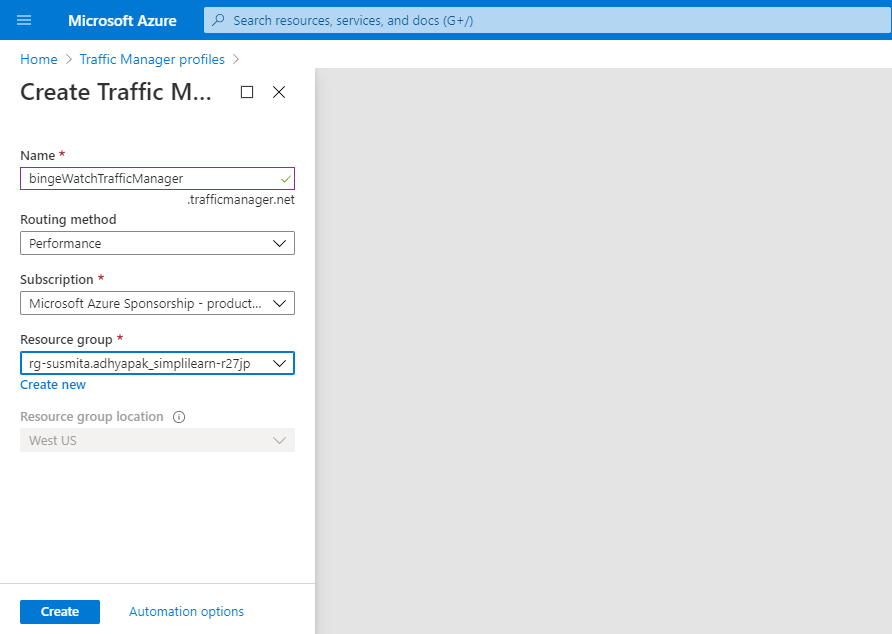 Microsoft Azure
Search resources, services, and docs (G+/)
Home > Traffic Manager profiles >
Create Traffic M...
Name *
bingeWatchTrafficManager
.trafficmanager.net
Routing method
Performance
Subscription *
Microsoft Azure Sponsorship - product...
Resource group *
rg-susmita.adhyapak_simplilearn-r27jp
Create new
Resource group location
West US
Create
Automation options